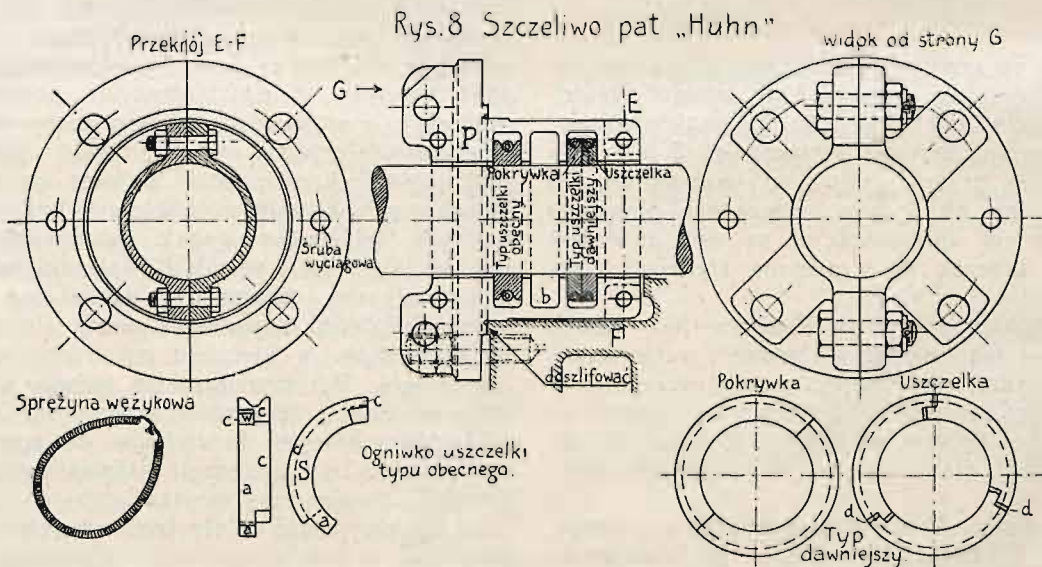 Rys.8 Szczeliwo pat „Huhn"
Przekrój E-F
G
E
widok od strony G
P
Pokrywka
Uszczelka
Typ uszczelki
obecny
Typ uszczelki
dawniejszy.
Śruba
wyciągowa
b
F
doszlifować
Sprężyna wężykowa
c
c
w
c
a
a
c
S
a
Ogniwko uszczelki
typu obecnego.
Pokrywka
Uszczelka
d
d
Typ
dawniejszy.